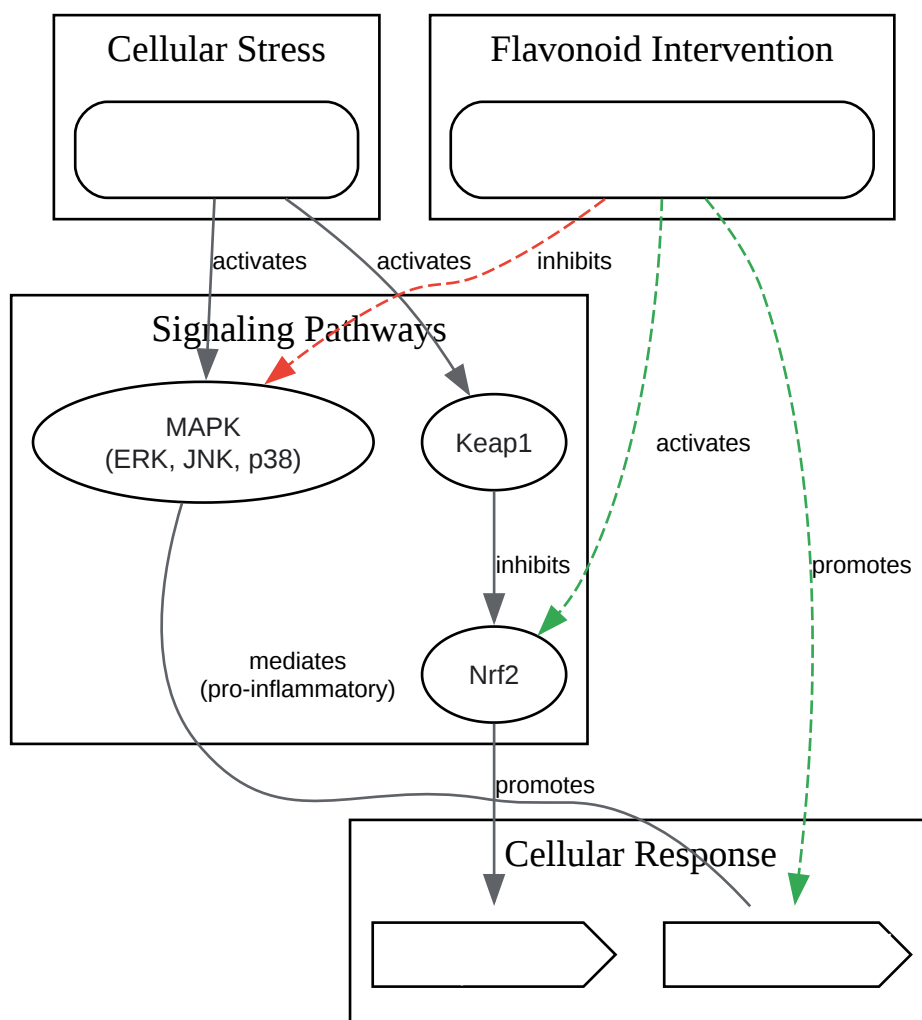 Cellular Stress
Flavonoid Intervention
activates
activates
inhibits
Signaling Pathways
MAPK
(ERK, JNK, p38)
Keap1
activates
inhibits
promotes
mediates
(pro-inflammatory)
Nrf2
promotes
Cellular Response